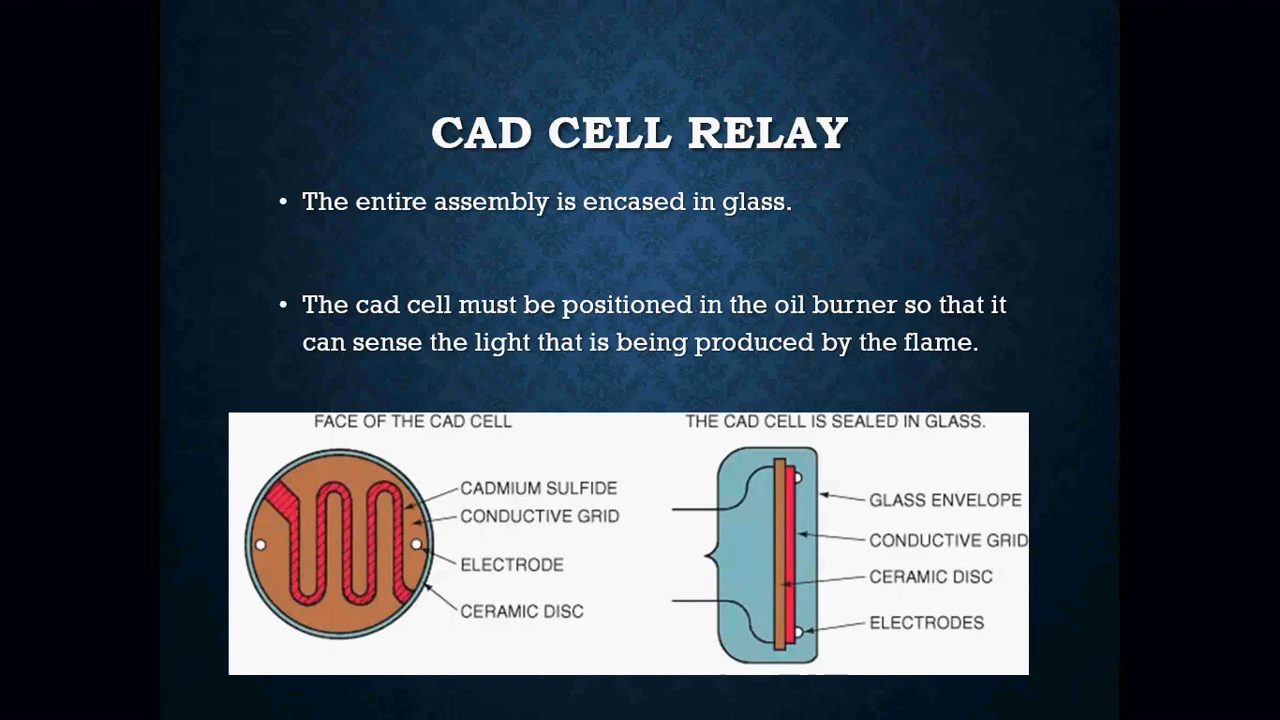 CAD CELL RELAY
• The entire assembly is encased in glass.
• The cad cell must be positioned in the oil burner so that it
can sense the light that is being produced by the flame.
FACE OF THE CAD CELL
CADMIUM SULFIDE
CONDUCTIVE GRID
ELECTRODE
CERAMIC DISC
THE CAD CELL IS SEALED IN GLASS.
GLASS ENVELOPE
CONDUCTIVE GRID
CERAMIC DISC
ELECTRODES